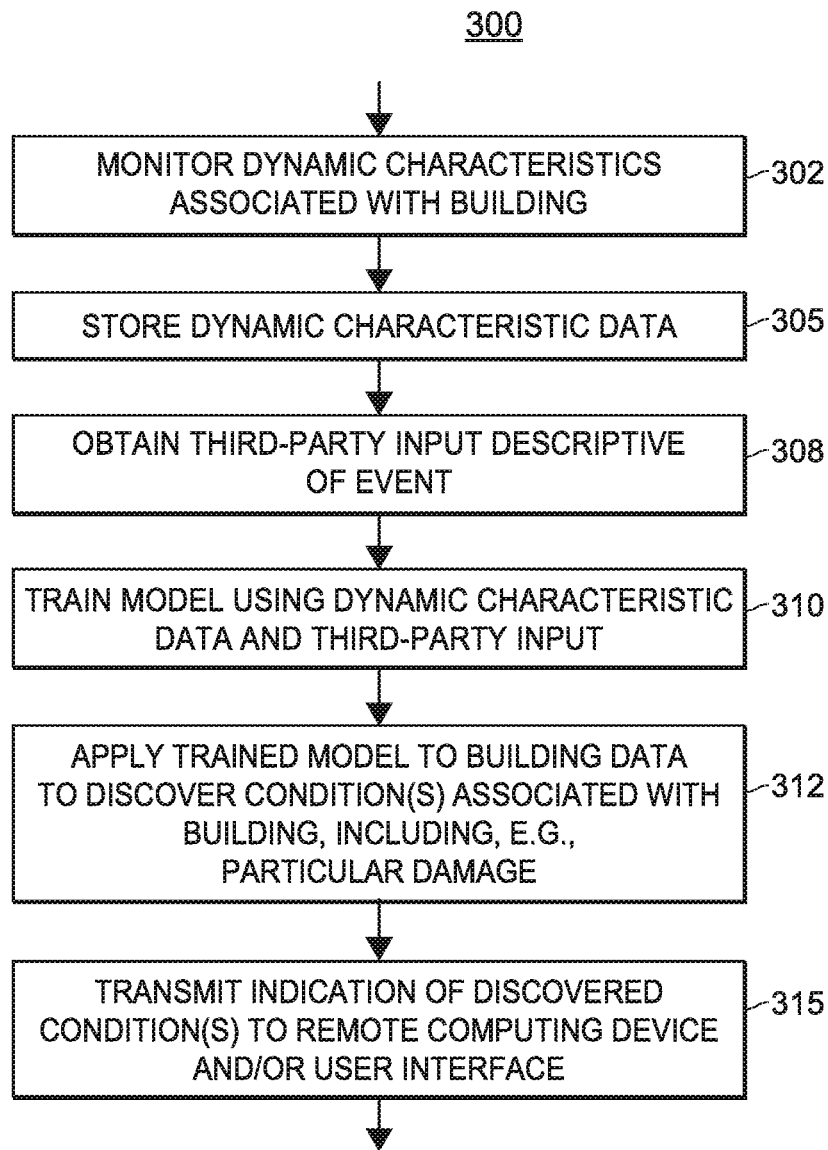 300
MONITOR DYNAMIC CHARACTERISTICS
ASSOCIATED WITH BUILDING
302
STORE DYNAMIC CHARACTERISTIC DATA
305
OBTAIN THIRD-PARTY INPUT DESCRIPTIVE
OF EVENT
308
TRAIN MODEL USING DYNAMIC CHARACTERISTIC
DATA AND THIRD-PARTY INPUT
310
APPLY TRAINED MODEL TO BUILDING DATA
TO DISCOVER CONDITION(S) ASSOCIATED WITH
BUILDING, INCLUDING, E.G.,
PARTICULAR DAMAGE
312
TRANSMIT INDICATION OF DISCOVERED
CONDITION(S) TO REMOTE COMPUTING DEVICE
AND/OR USER INTERFACE
315